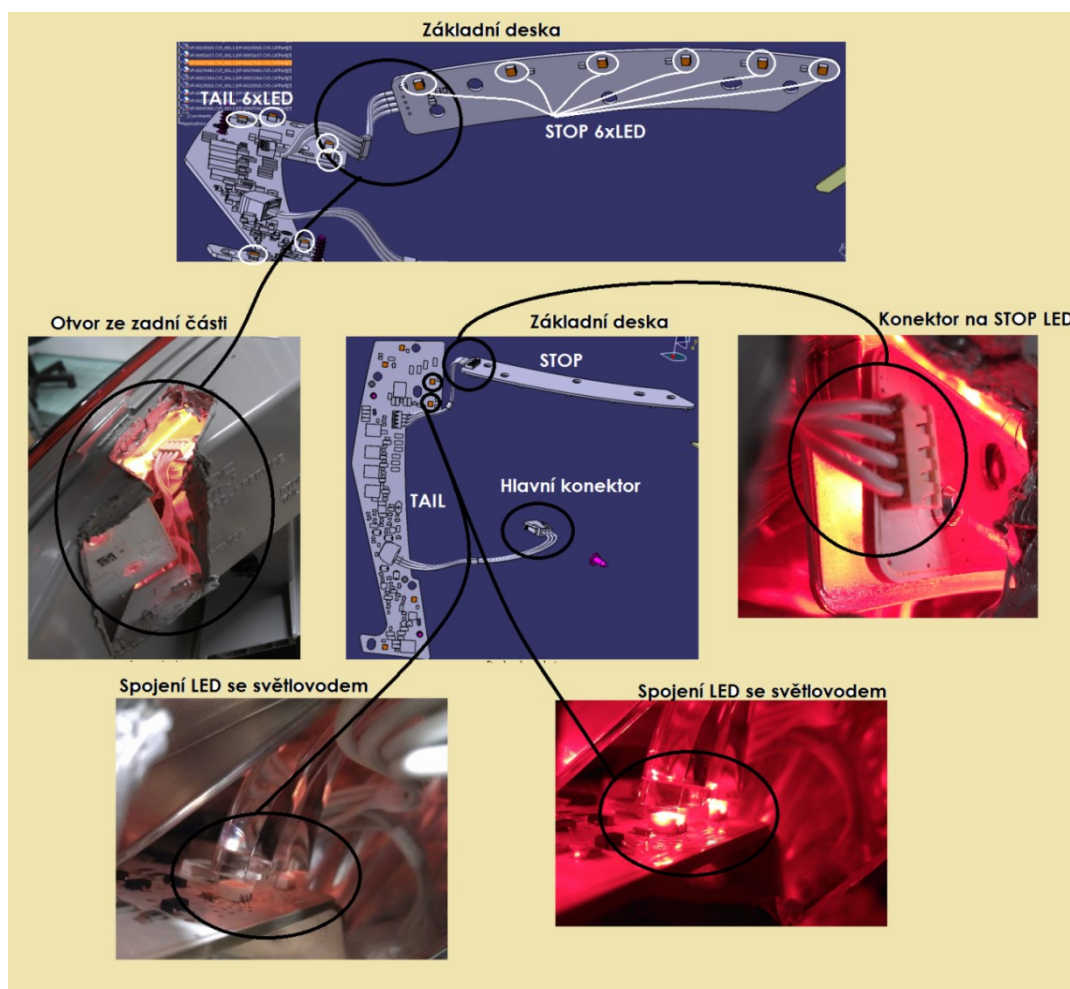 Základní deska
TAIL 6xLED
STOP 6xLED
Otvor ze zadní části
Základní deska
Konektor na STOP LED
STOP
Hlavní konektor
TAIL
Spojení LED se světlovodem
Spojení LED se světlovodem